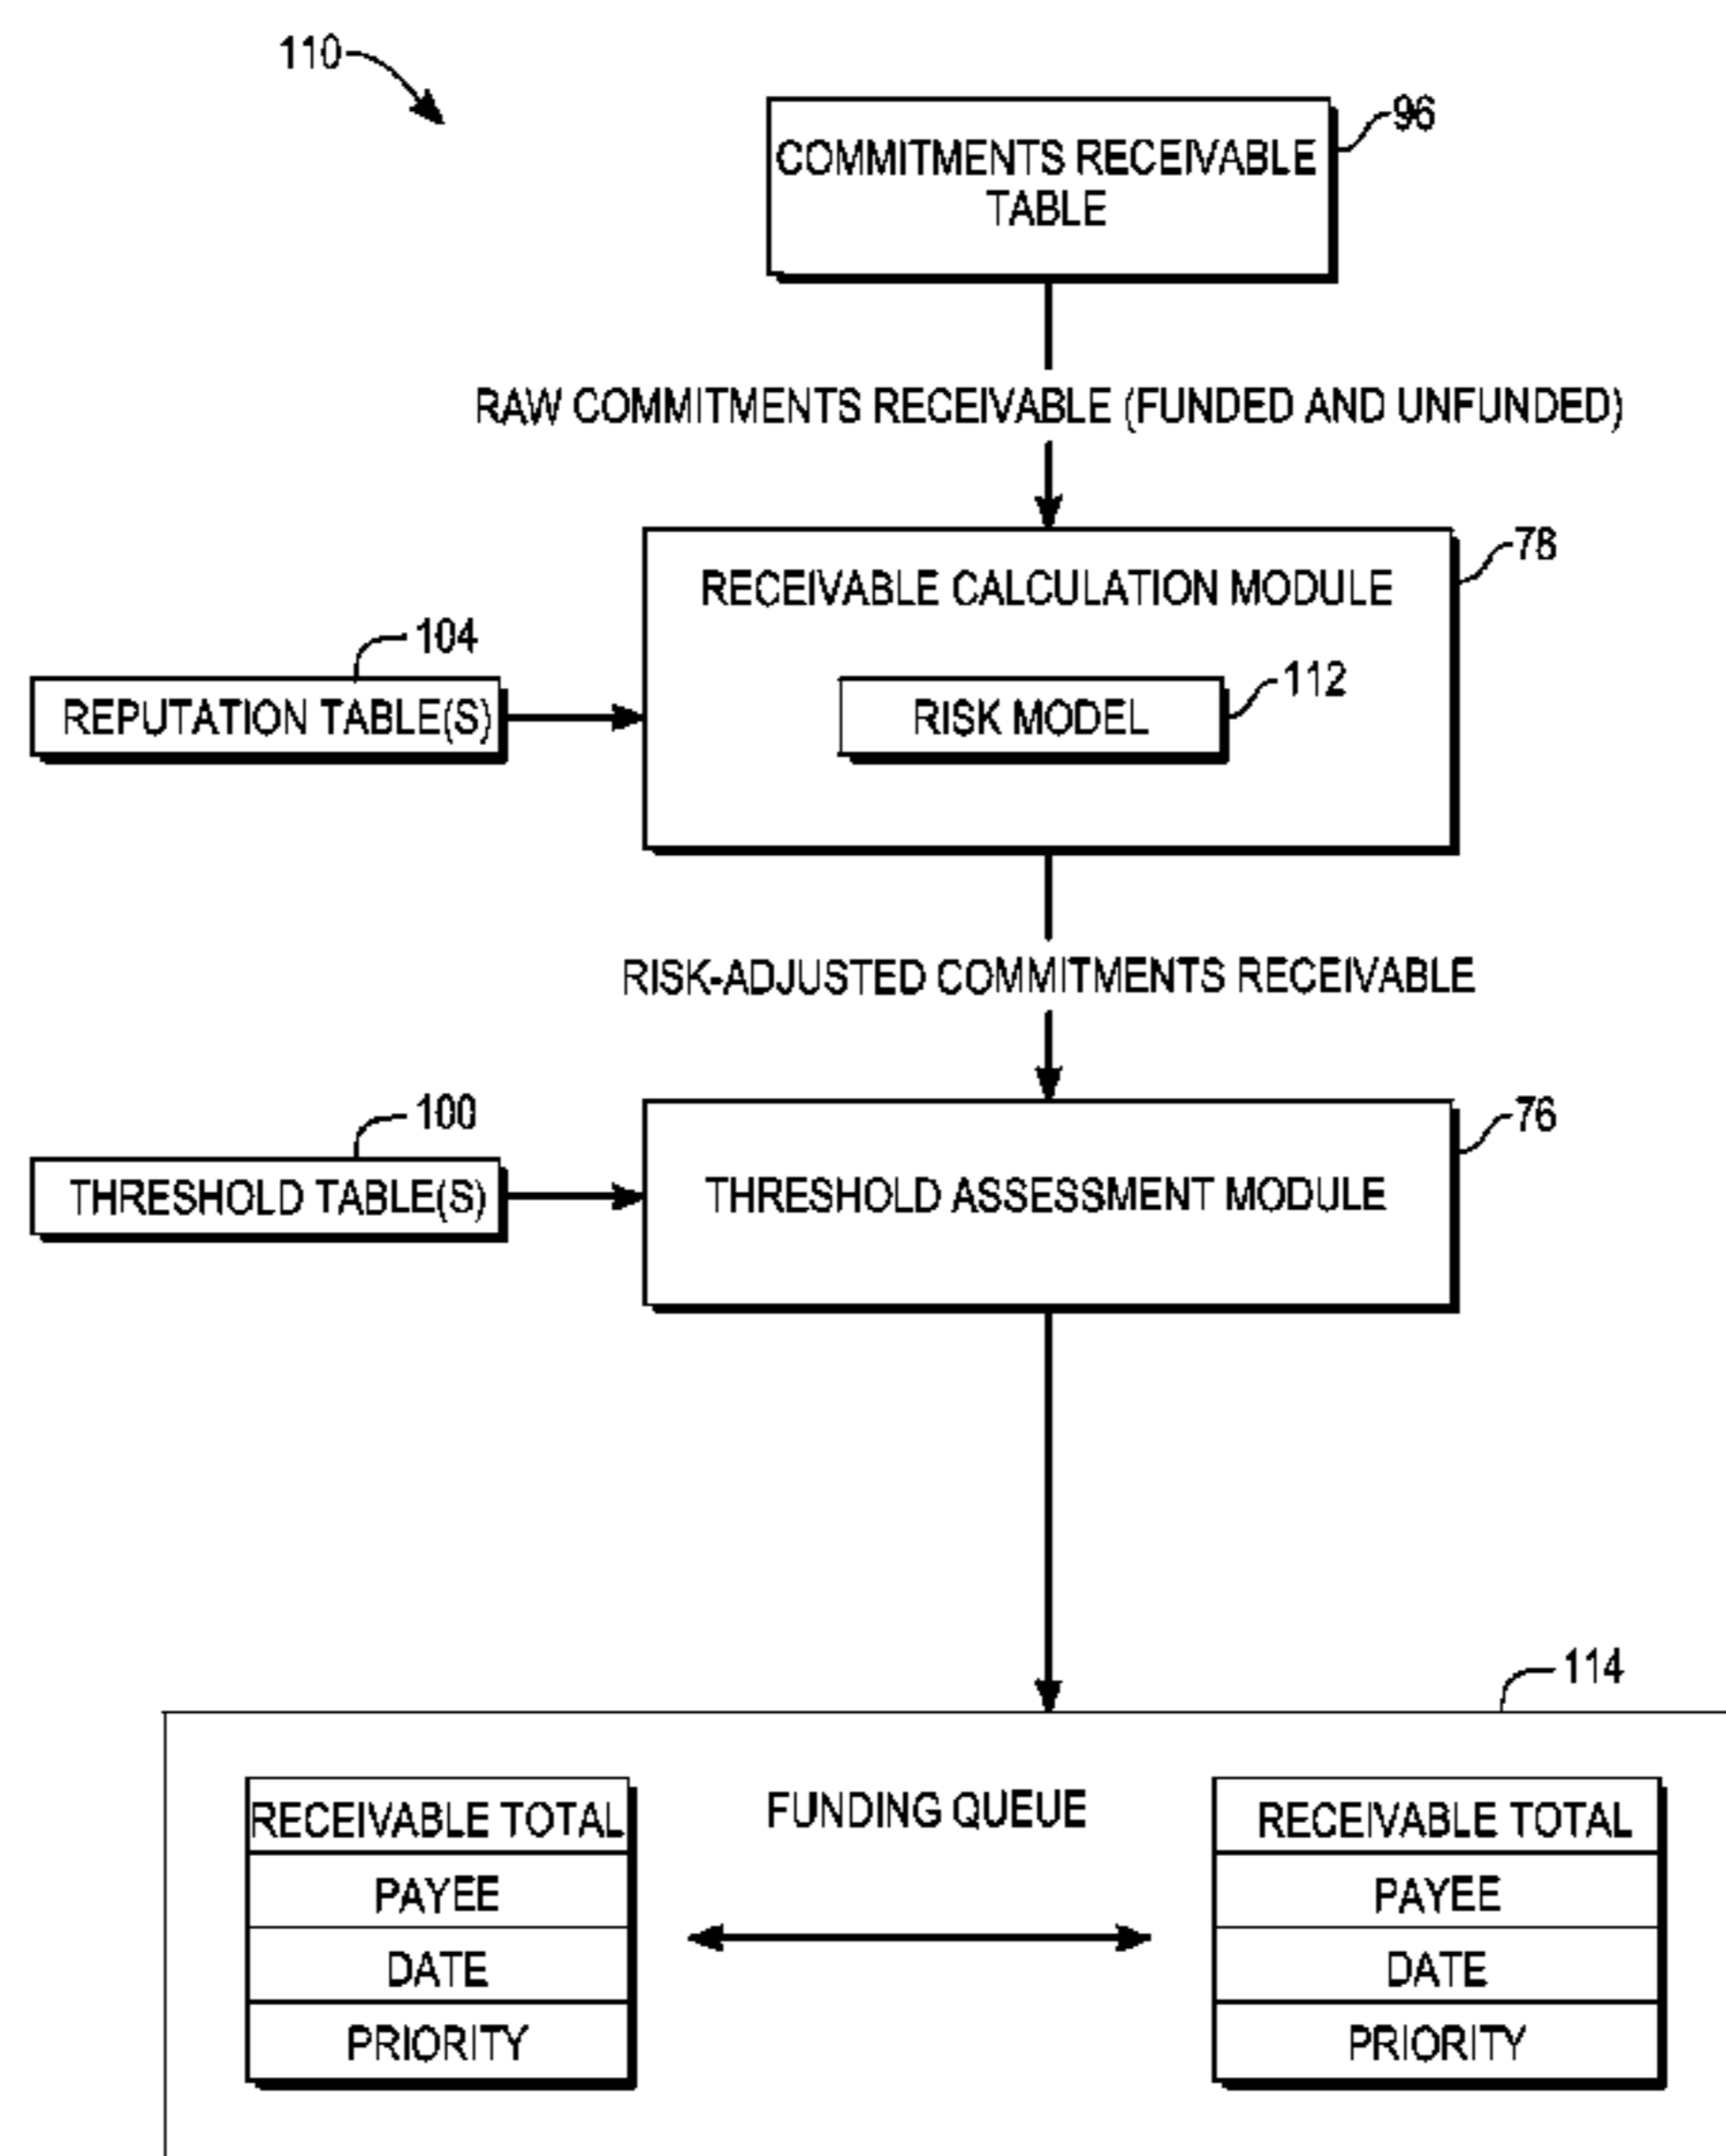 110
96
COMMITMENTS RECEIVABLE
TABLE
RAW COMMITMENTS RECEIVABLE (FUNDED AND UNFUNDED)
78
RECEIVABLE CALCULATION MODULE
104
112
REPUTATION TABLE(S)
RISK MODEL
RISK-ADJUSTED COMMITMENTS RECEIVABLE
100
76
THRESHOLD TABLE(S)
THRESHOLD ASSESSMENT MODULE
114
FUNDING QUEUE
RECEIVABLE TOTAL
PAYEE
DATE
PRIORITY
RECEIVABLE TOTAL
PAYEE
DATE
PRIORITY